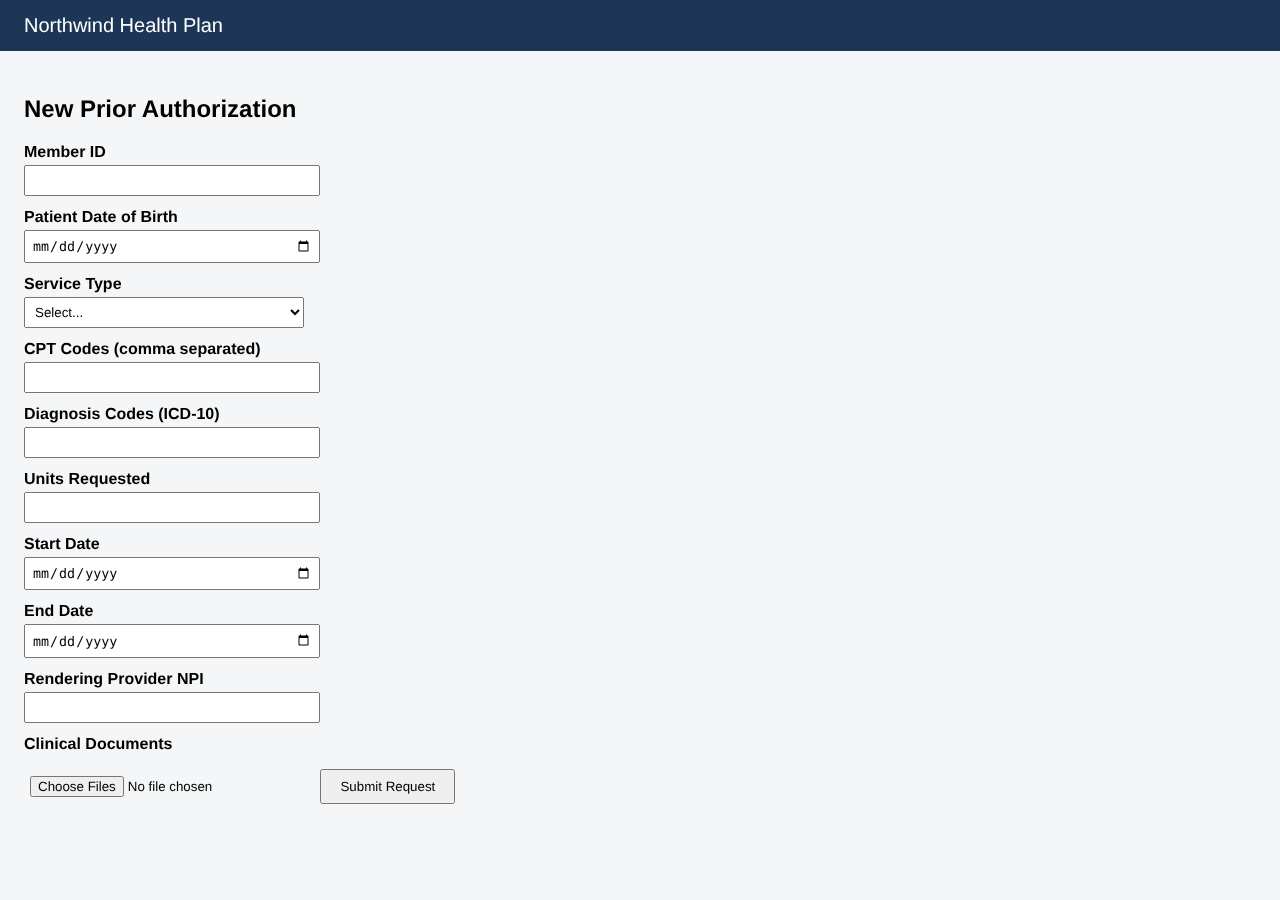 Northwind Health Plan
New Prior Authorization
Member ID
Patient Date of Birth
mm/dd/yyyy
Service Type
Select...
CPT Codes (comma separated)
Diagnosis Codes (ICD-10)
Units Requested
Start Date
mm/dd/yyyy
End Date
mm/dd/yyyy
Rendering Provider NPI
Clinical Documents
Choose Files No file chosen Submit Request